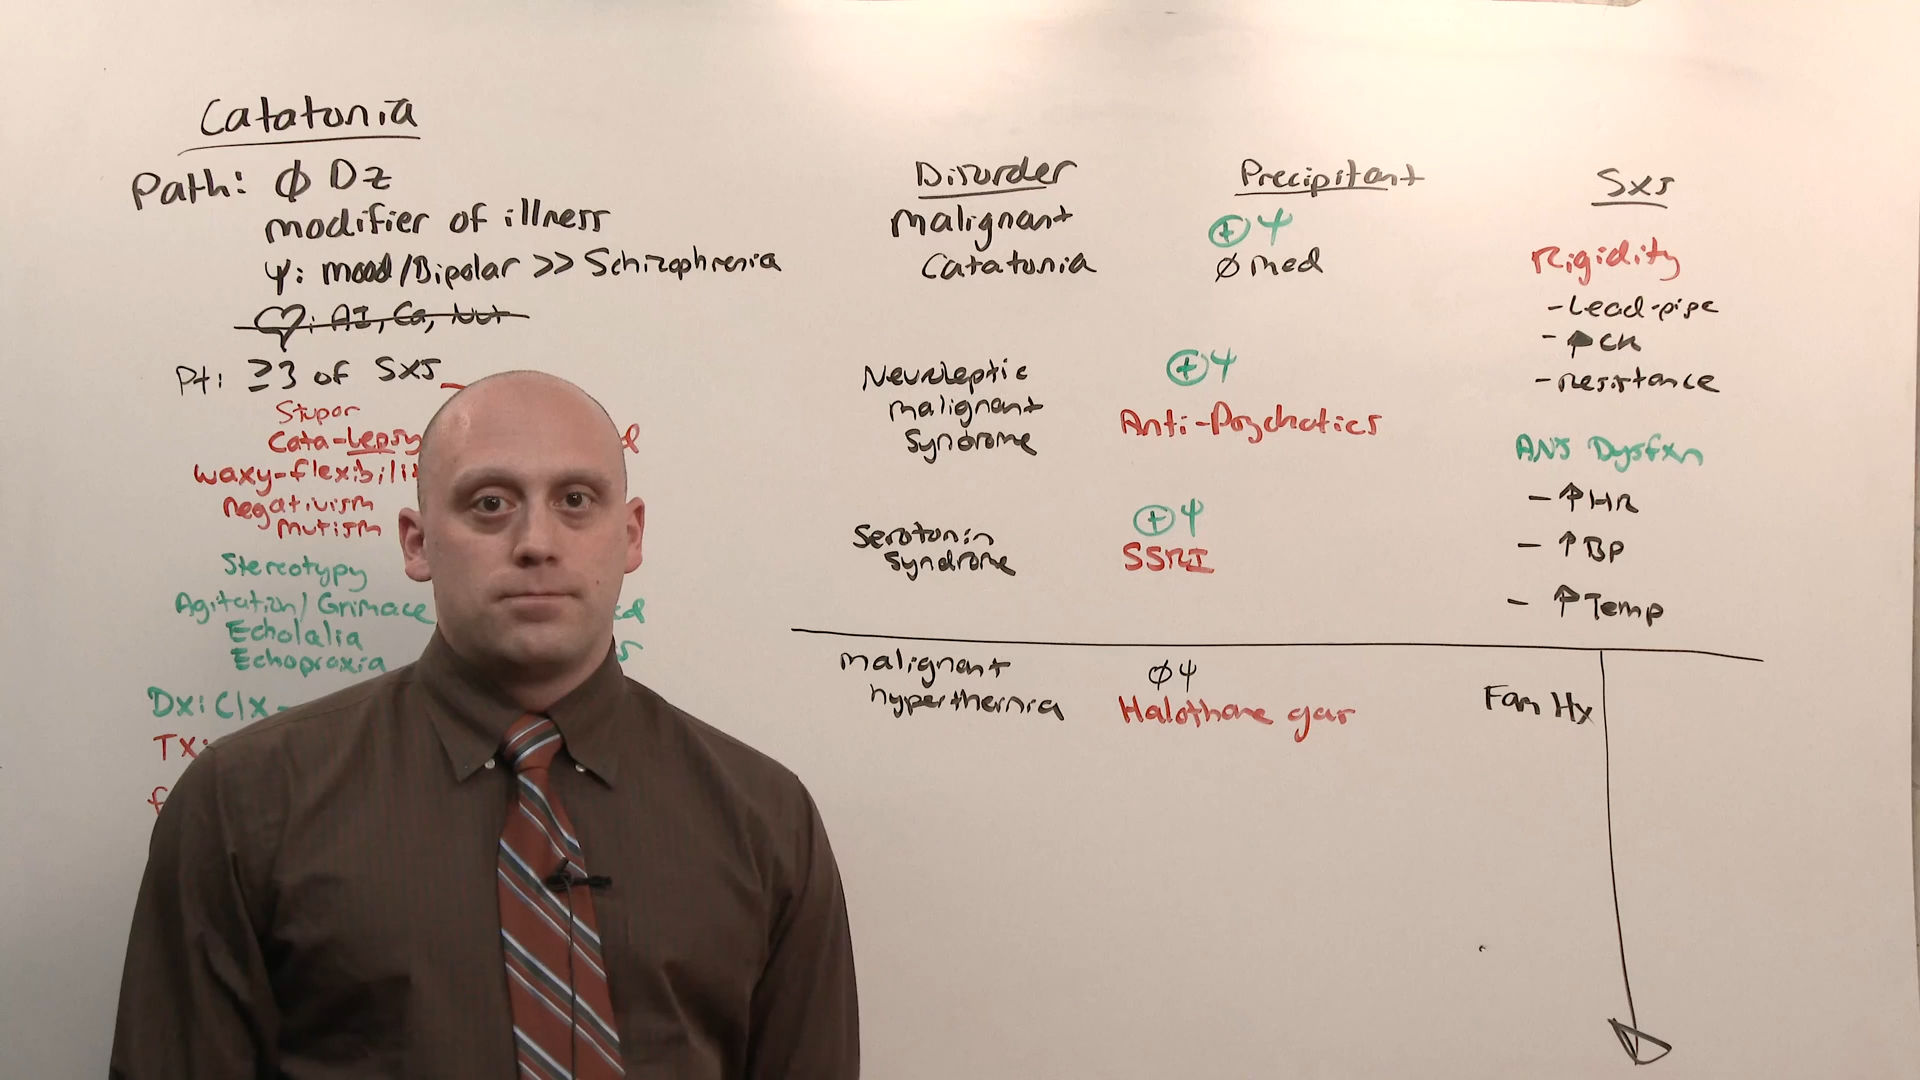 Catatonia
Path: ϕ Dz
modifier of illness
ψ: mood/Bipolar >> Schizophrenia
♡: AI, Ca,
Pt: ≥3 of Sxs
Stupor
Cata-lepsy
waxy-flexibilit
negativism
mutism
Stereotypy
Agitation/Grimace
Echolalia
Echopraxia
Dx: Clx
Tx:
Disorder
Malignant
Catatonia
Neuroleptic
malignant
Syndrome
Serotonin
Syndrome
malignant
hyperthermia
Precipitant
⊕ ψ
ϕ med
⊕ ψ
Anti-Psychotics
⊕ ψ
SSRI
ϕ ψ
Halothane gas
Sxs
Rigidity
- Lead-pipe
- ↑CK
- resistance
ANS Dysfxn
- ↑HR
- ↑BP
- ↑Temp
Fam Hx